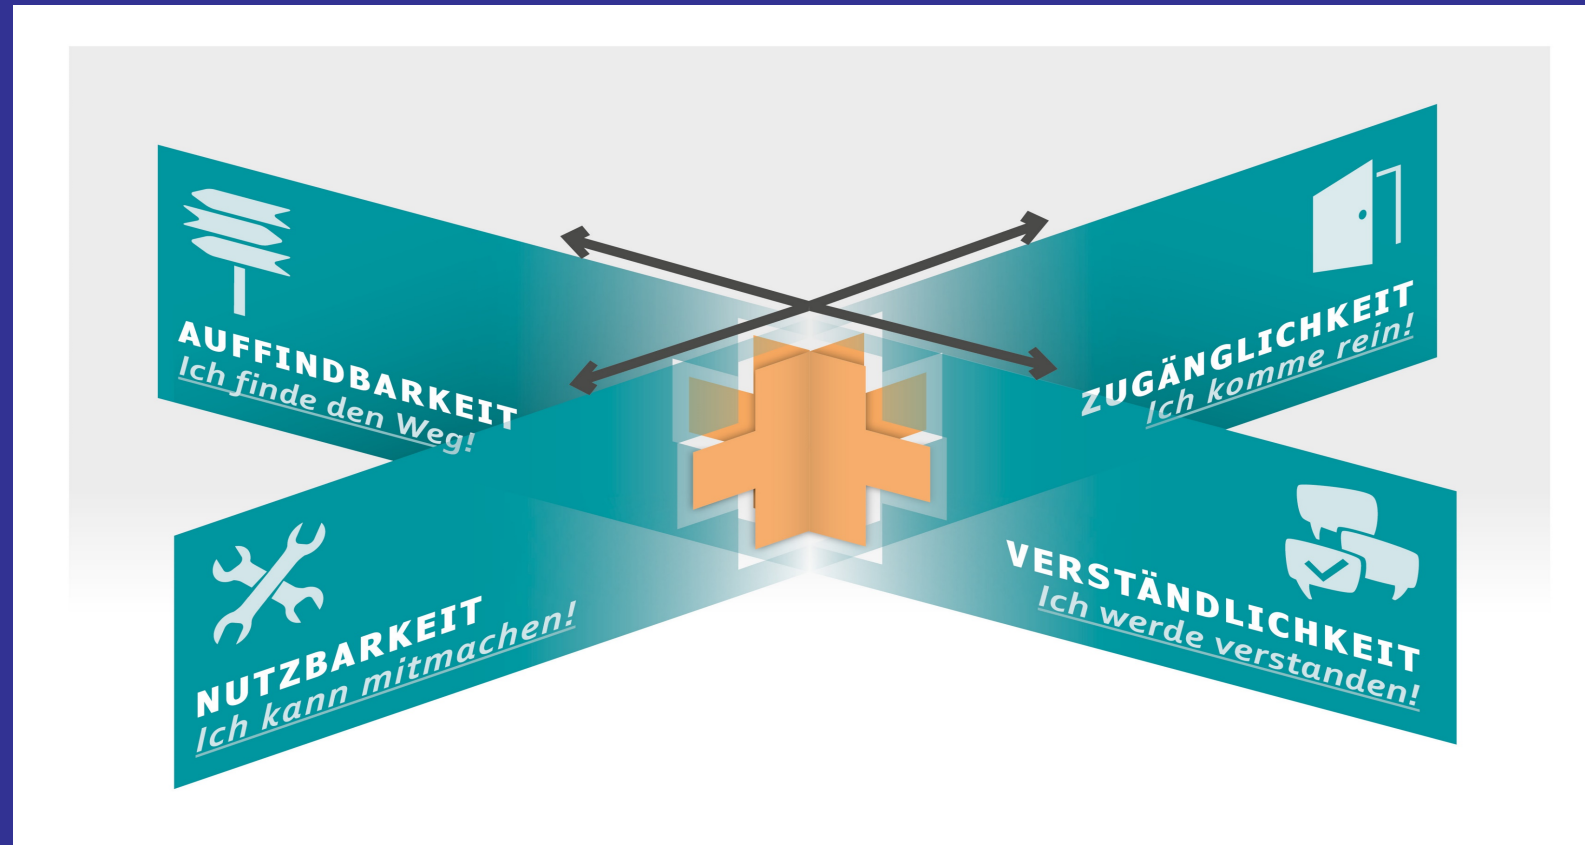 AUFFINDBARKEIT
Ich finde den Weg!
ZUGÄNGLICHKEIT
Ich komme rein!
NUTZBARKEIT
Ich kann mitmachen!
VERSTÄNDLICHKEIT
Ich werde verstanden!